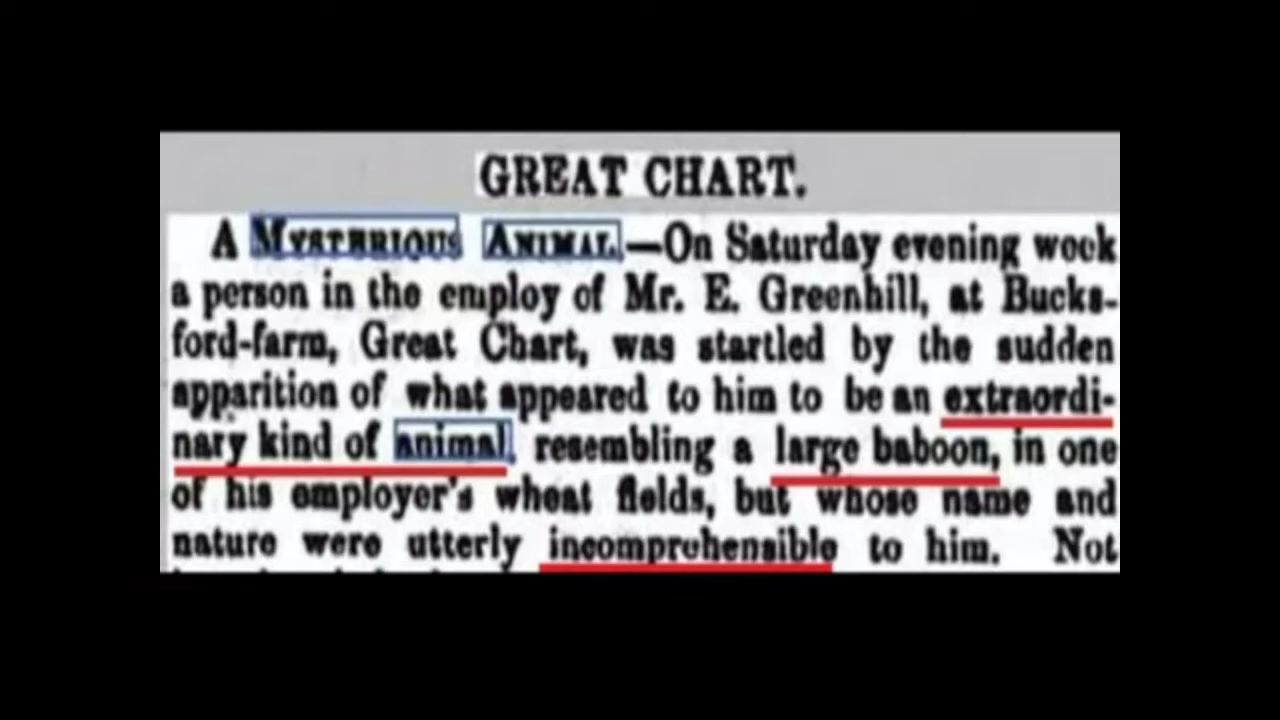 GREAT CHART.
A MYSTERIOUS ANIMAL.—On Saturday evening week
a person in the employ of Mr. E. Greenhill, at Bucks-
ford-farm, Great Chart, was startled by the sudden
apparition of what appeared to him to be an extraordi-
nary kind of animal, resembling a large baboon, in one
of his employer's wheat fields, but whose name and
nature were utterly incomprehensible to him. Not